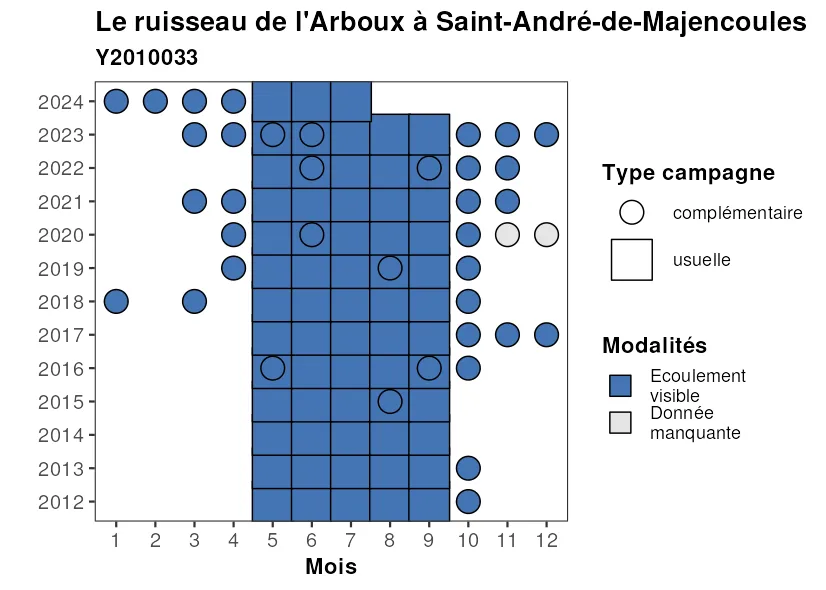 Le ruisseau de l'Arboux à Saint-André-de-Majencoules
Y2010033
2024
2023
2022
2021
2020
2019
2018
2017
2016
2015
2014
2013
2012
1 2 3 4 5 6 7 8 9 10 11 12
Mois
Type campagne
complémentaire
usuelle
Modalités
Ecoulement
visible
Donnée
manquante